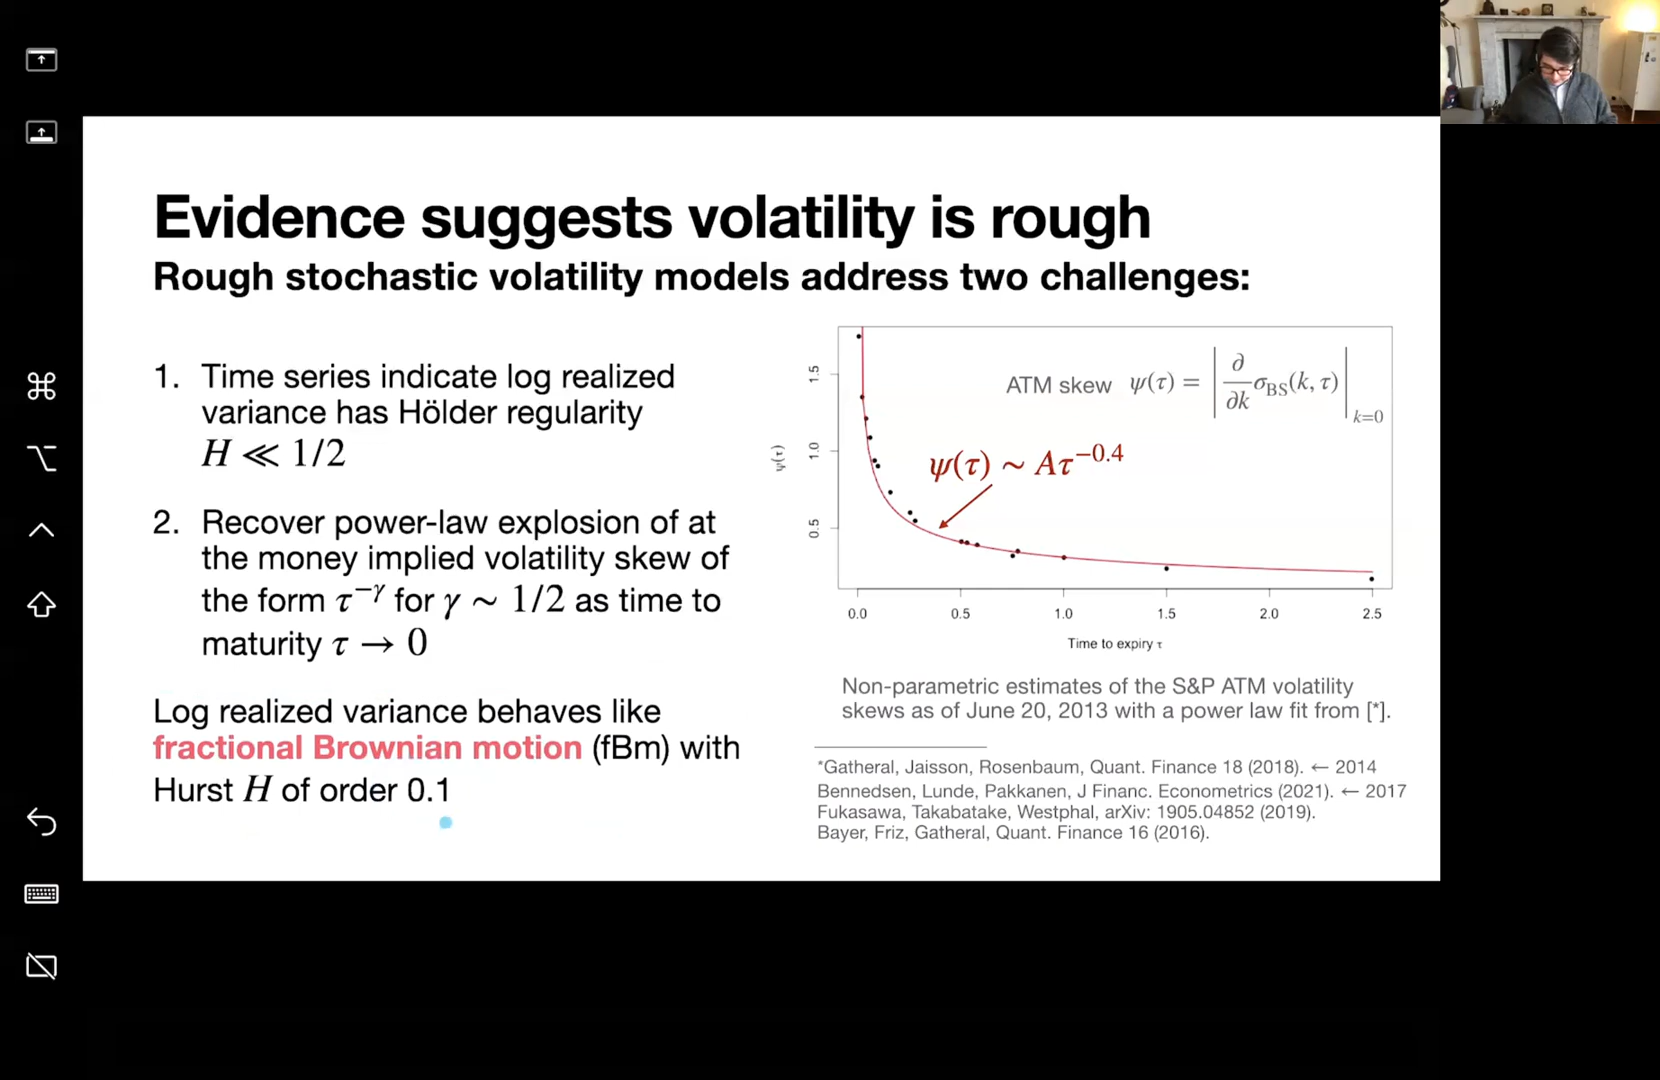 Evidence suggests volatility is rough
Rough stochastic volatility models address two challenges:
1. Time series indicate log realized
variance has Hölder regularity
H ≪ 1/2
2. Recover power-law explosion of at
the money implied volatility skew of
the form τ^−γ for γ ∼ 1/2 as time to
maturity τ → 0
Log realized variance behaves like
fractional Brownian motion (fBm) with
Hurst H of order 0.1
ATM skew ψ(τ) = | ∂/∂k σ_BS(k, τ) |_k=0
ψ(τ) ∼ Aτ^−0.4
ψ(τ)
1.5
1.0
0.5
0.0 0.5 1.0 1.5 2.0 2.5
Time to expiry τ
Non-parametric estimates of the S&P ATM volatility
skews as of June 20, 2013 with a power law fit from [*].
*Gatheral, Jaisson, Rosenbaum, Quant. Finance 18 (2018). ← 2014
Bennedsen, Lunde, Pakkanen, J Financ. Econometrics (2021). ← 2017
Fukasawa, Takabatake, Westphal, arXiv: 1905.04852 (2019).
Bayer, Friz, Gatheral, Quant. Finance 16 (2016).